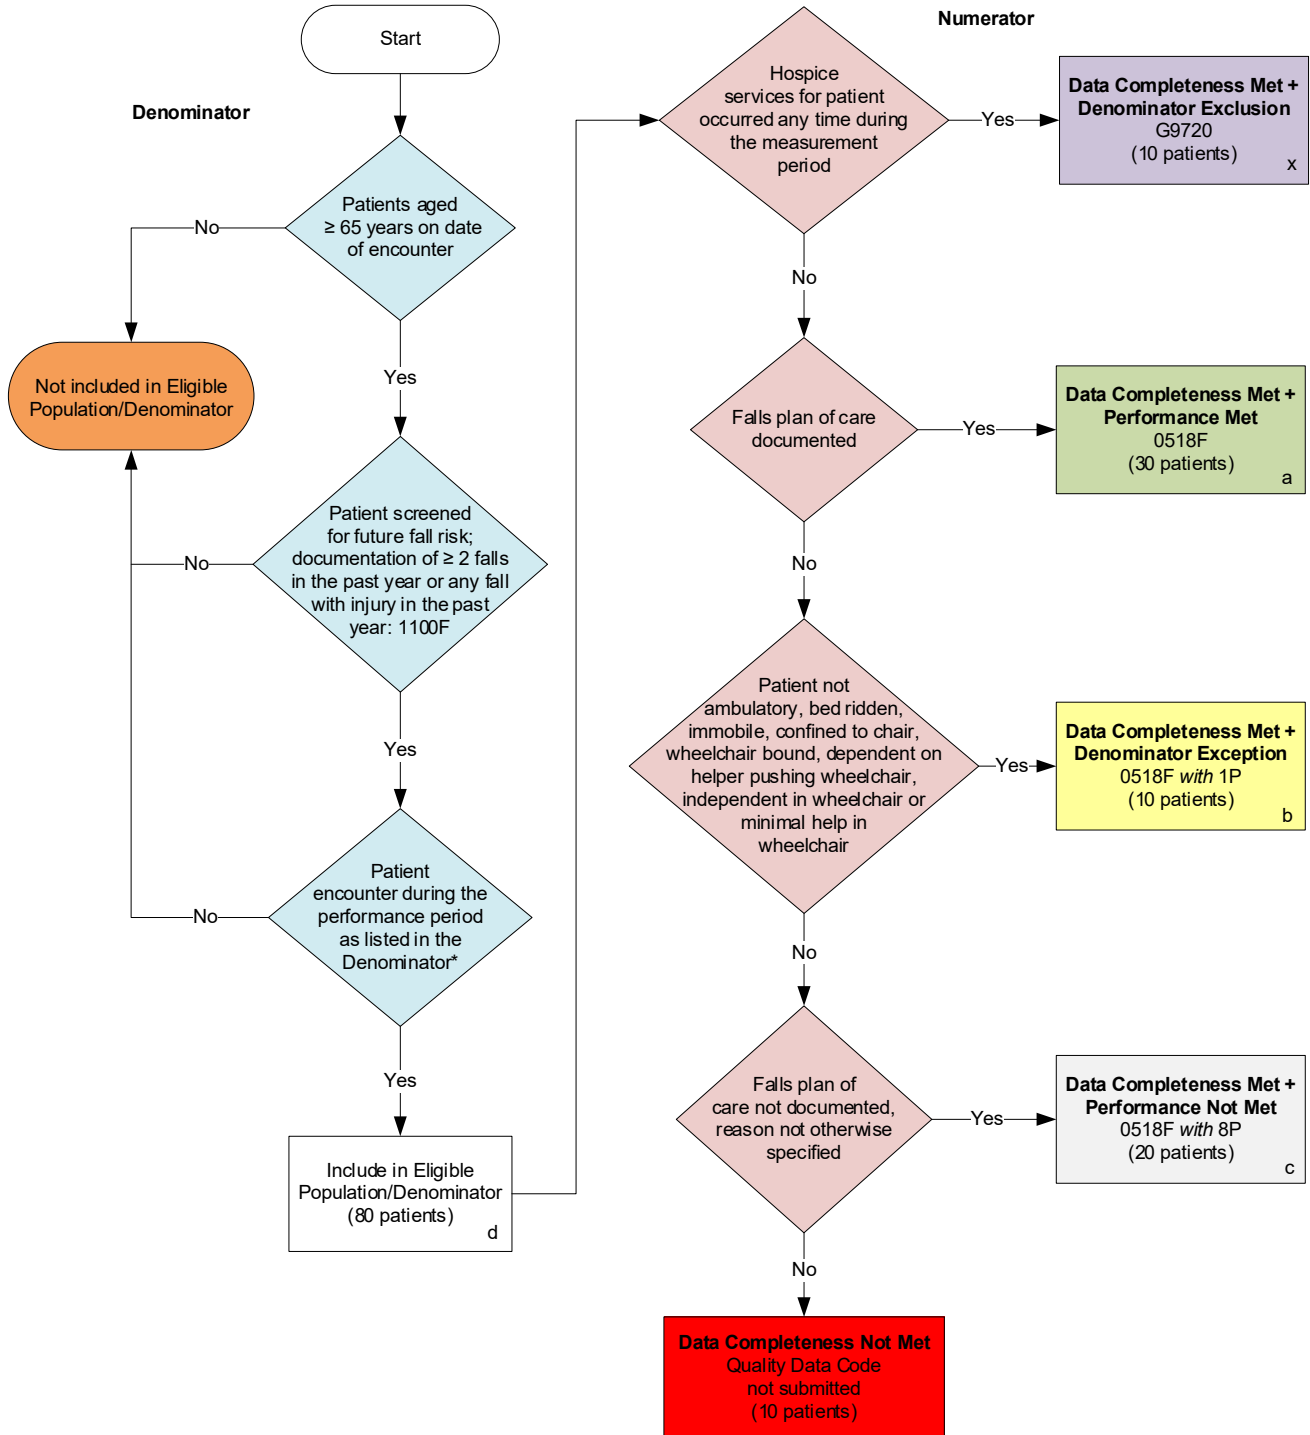 Start
Denominator
Patients aged
≥ 65 years on date
of encounter
No
Not included in Eligible
Population/Denominator
Yes
Patient screened
for future fall risk;
documentation of ≥ 2 falls
in the past year or any fall
with injury in the past
year: 1100F
No
Yes
Patient
encounter during the
performance period
as listed in the
Denominator*
No
Yes
Include in Eligible
Population/Denominator
(80 patients)
d
Numerator
Hospice
services for patient
occurred any time during
the measurement
period
Yes
Data Completeness Met +
Denominator Exclusion
G9720
(10 patients)
x
No
Falls plan of care
documented
Yes
Data Completeness Met +
Performance Met
0518F
(30 patients)
a
No
Patient not
ambulatory, bed ridden,
immobile, confined to chair,
wheelchair bound, dependent on
helper pushing wheelchair,
independent in wheelchair or
minimal help in
wheelchair
Yes
Data Completeness Met +
Denominator Exception
0518F with 1P
(10 patients)
b
No
Falls plan of
care not documented,
reason not otherwise
specified
Yes
Data Completeness Met +
Performance Not Met
0518F with 8P
(20 patients)
c
No
Data Completeness Not Met
Quality Data Code
not submitted
(10 patients)